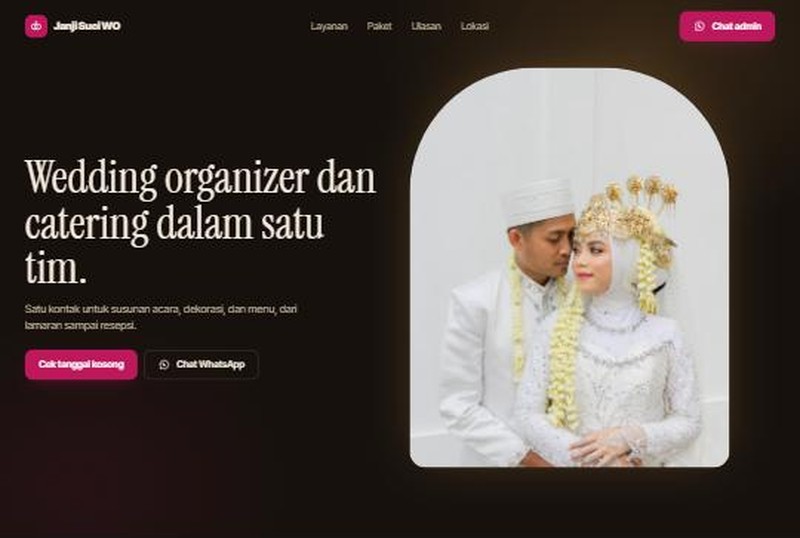 Janji Suci WO
Layanan Paket Ulasan Lokasi
Chat admin
Wedding organizer dan
catering dalam satu
tim.
Satu kontak untuk susunan acara, dekorasi, dan menu, dari
lamaran sampai resepsi.
Cek tanggal kosong
Chat WhatsApp